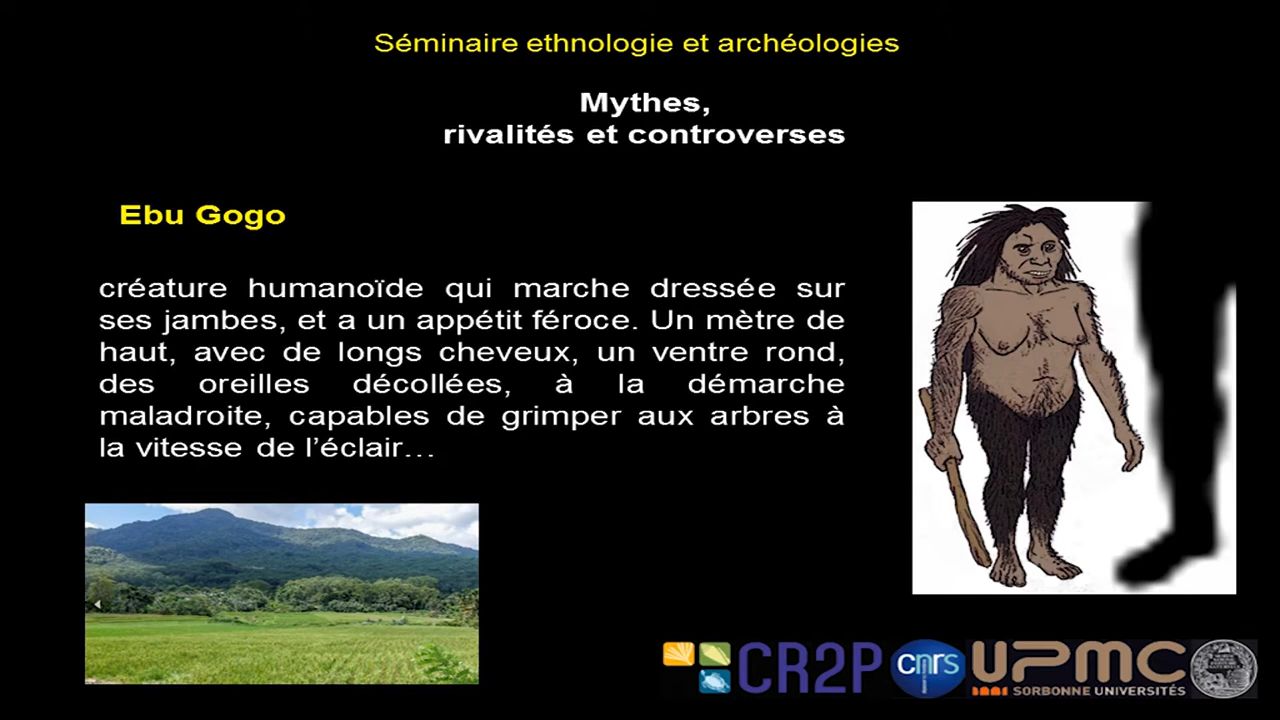 Séminaire ethnologie et archéologies
Mythes,
rivalités et controverses
Ebu Gogo
créature humanoïde qui marche dressée sur
ses jambes, et a un appétit féroce. Un mètre de
haut, avec de longs cheveux, un ventre rond,
des oreilles décollées, à la démarche
maladroite, capables de grimper aux arbres à
la vitesse de l’éclair…
CR2P
cnrs
UPMC
SORBONNE UNIVERSITÉS